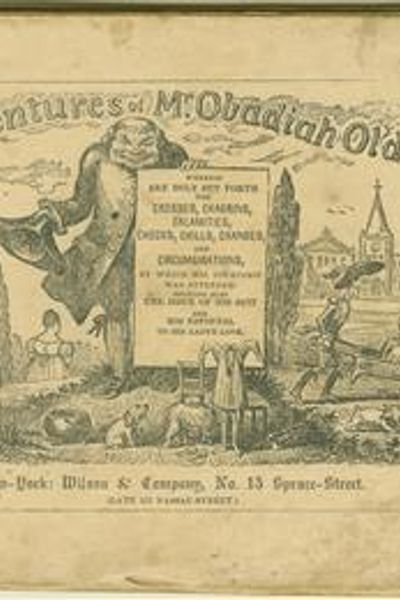 entures of Mr. Obadiah Old
WHEREIN
ARE DULY SET FORTH
THE
CROSSES, CHAGRINS,
CALAMITIES,
CHECKS, CHILLS, CHANGES,
AND
CIRCUMGYRATIONS,
BY WHICH HIS COURTSHIP
WAS ATTENDED.
SHOWING ALSO
THE ISSUE OF HIS SUIT
AND
HIS ESPOUSAL
TO HIS LADYE LOVE.
w-York: Wilson & Company, No. 15 Spruce-Street.
(LATE 162 NASSAU-STREET.)